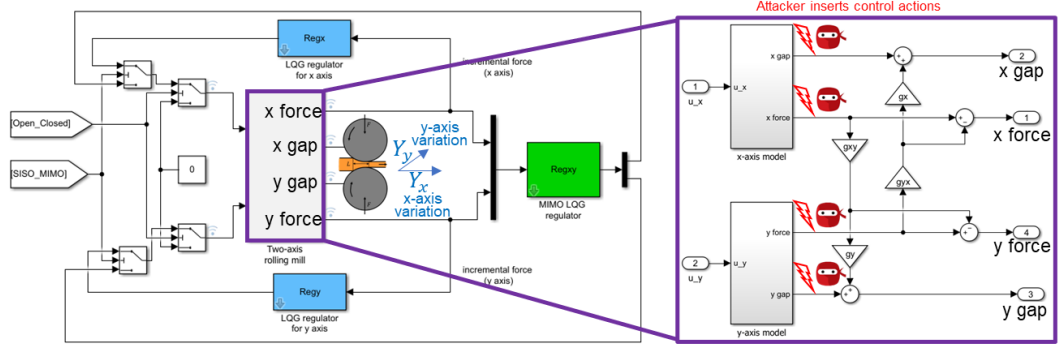 Attacker inserts control actions
Regx
LQG regulator
for x axis
incremental force
(x axis)
[Open_Closed]
[SISO_MIMO]
0
x force
x gap
y gap
y force
Two-axis
rolling mill
y-axis
variation
Yy
Yx
x-axis
variation
Regxy
MIMO LQG
regulator
incremental force
(y axis)
Regy
LQG regulator
for y axis
1
u_x
u_x
x gap
x force
x-axis model
gx
gxy
gyx
2
x gap
1
x force
2
u_y
u_y
y force
y gap
y-axis model
gy
4
y force
3
y gap